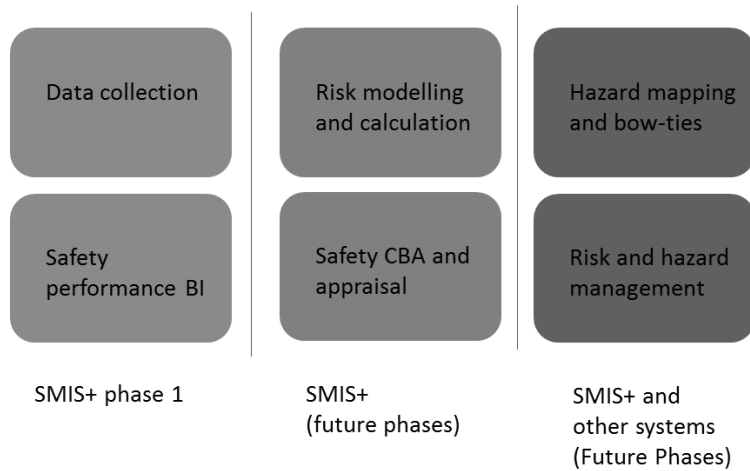 Data collection
Risk modelling
and calculation
Hazard mapping
and bow-ties
Safety
performance BI
Safety CBA and
appraisal
Risk and hazard
management
SMIS+ phase 1
SMIS+
(future phases)
SMIS+ and
other systems
(Future Phases)